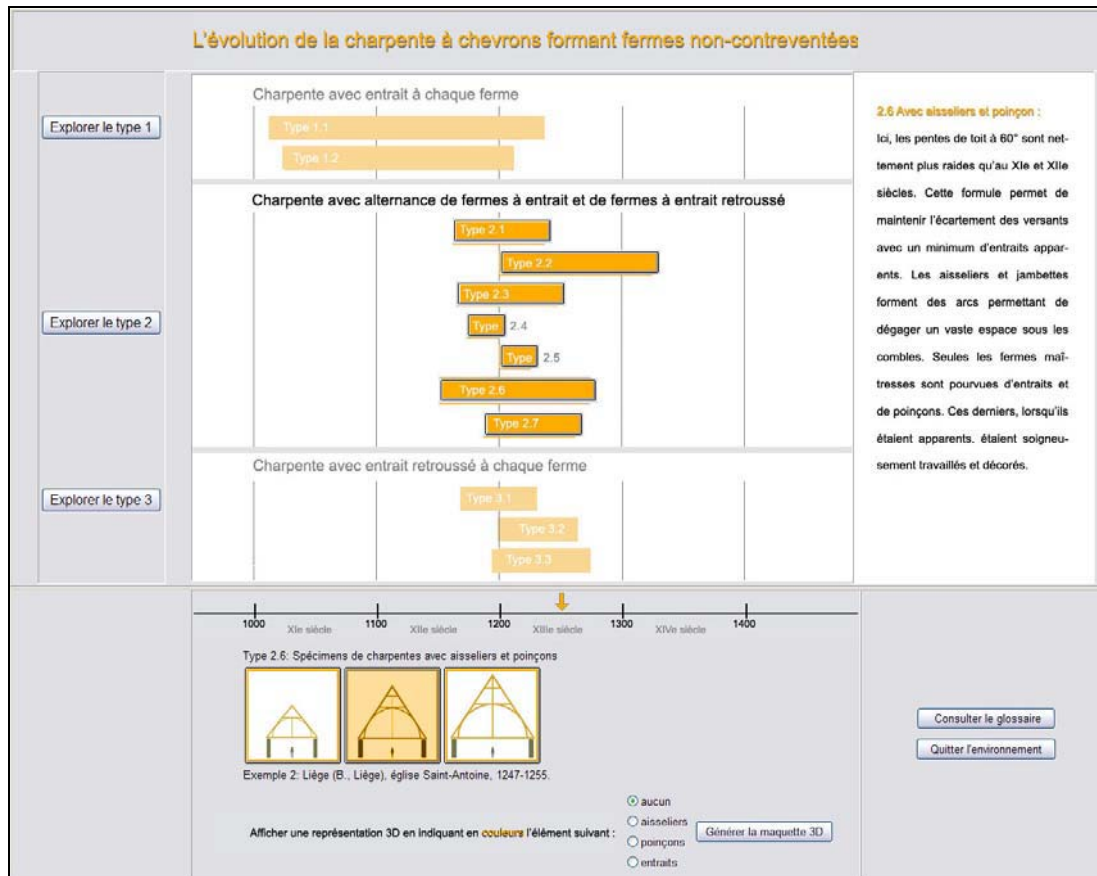 L'évolution de la charpente à chevrons formant fermes non-contreventées
Explorer le type 1
Charpente avec entrait à chaque ferme
Type 1.1
Type 1.2
Explorer le type 2
Charpente avec alternance de fermes à entrait et de fermes à entrait retroussé
Type 2.1
Type 2.2
Type 2.3
Type 2.4
Type 2.5
Type 2.6
Type 2.7
Explorer le type 3
Charpente avec entrait retroussé à chaque ferme
Type 3.1
Type 3.2
Type 3.3
2.6 Avec aisseliers et poinçon :
Ici, les pentes de toit à 60° sont net-
tement plus raides qu'au XIe et XIIe
siècles. Cette formule permet de
maintenir l'écartement des versants
avec un minimum d'entraits appar-
ents. Les aisseliers et jambettes
forment des arcs permettant de
dégager un vaste espace sous les
combles. Seules les fermes maî-
tresses sont pourvues d'entraits et
de poinçons. Ces derniers, lorsqu'ils
étaient apparents. étaient soigneu-
sement travaillés et décorés.
1000 XIe siècle 1100 XIIe siècle 1200 XIIIe siècle 1300 XIVe siècle 1400
Type 2.6: Spécimens de charpentes avec aisseliers et poinçons
Exemple 2: Liège (B., Liège), église Saint-Antoine, 1247-1255.
Afficher une représentation 3D en indiquant en couleurs l'élément suivant :
aucun
aisseliers
poinçons
entraits
Générer la maquette 3D
Consulter le glossaire
Quitter l'environnement